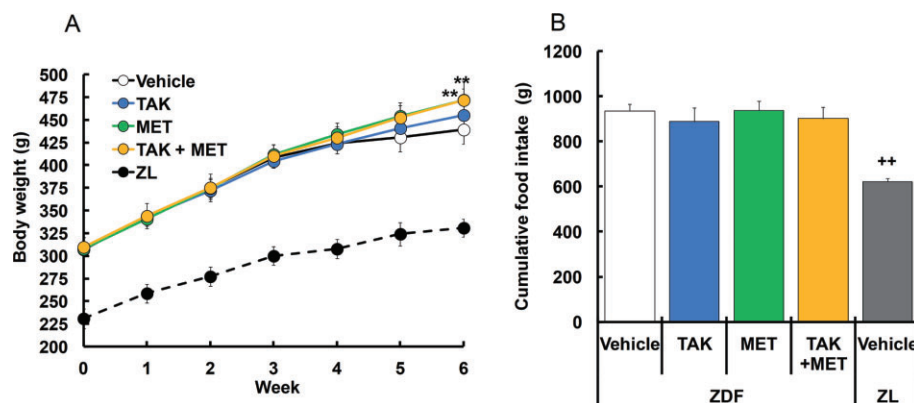 A
Body weight (g)
500
475
450
425
400
375
350
325
300
275
250
225
200
Vehicle
TAK
MET
TAK + MET
ZL
**
**
0 1 2 3 4 5 6
Week
B
Cumulative food intake (g)
1200
1000
800
600
400
200
0
++
Vehicle TAK MET TAK +MET Vehicle
ZDF ZL